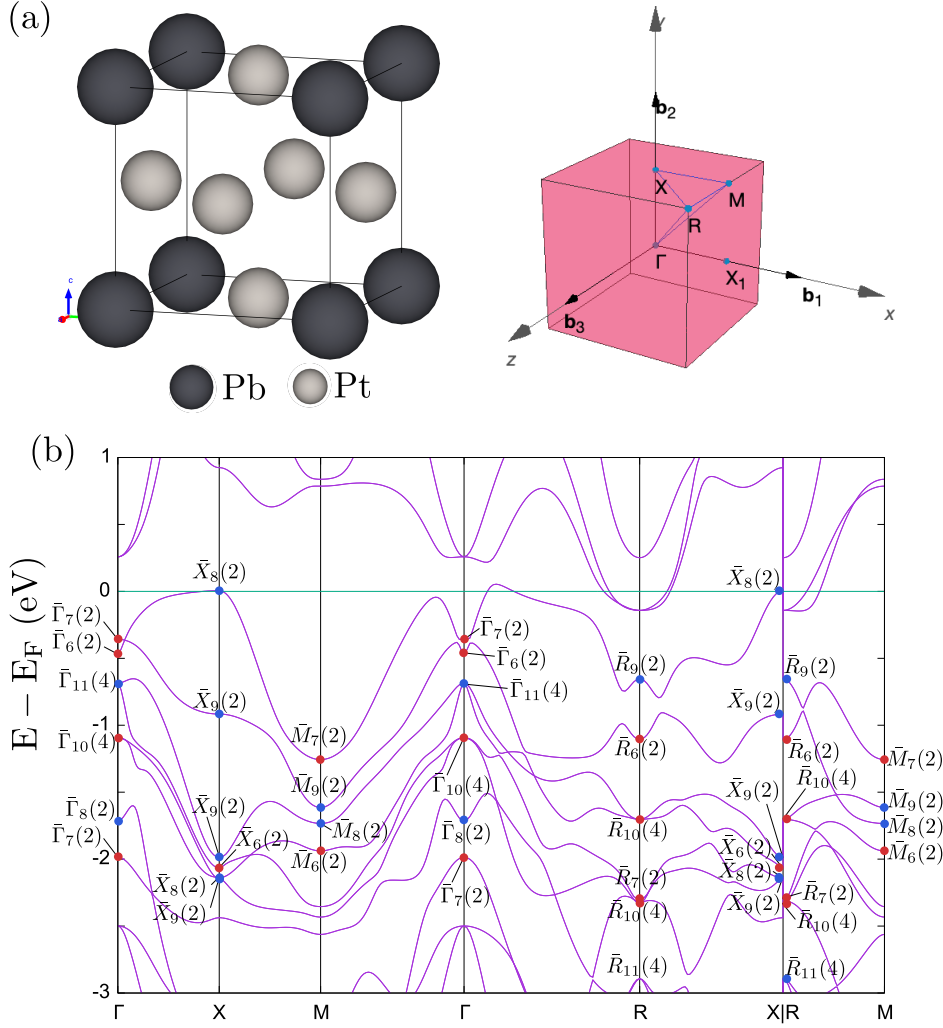 (a)
y
b₂
X
M
R
Γ
X₁
b₁
x
b₃
z
c
Pb
Pt
(b)
E − E_F (eV)
1
0
-1
-2
-3
X̄₈(2)
X̄₈(2)
Γ̄₇(2)
Γ̄₇(2)
Γ̄₆(2)
Γ̄₆(2)
R̄₉(2)
R̄₉(2)
Γ̄₁₁(4)
Γ̄₁₁(4)
X̄₉(2)
X̄₉(2)
Γ̄₁₀(4)
M̄₇(2)
R̄₆(2)
R̄₆(2)
M̄₇(2)
M̄₉(2)
Γ̄₁₀(4)
R̄₁₀(4)
Γ̄₈(2)
X̄₉(2)
M̄₈(2)
Γ̄₈(2)
R̄₁₀(4)
X̄₉(2)
M̄₉(2)
M̄₈(2)
Γ̄₇(2)
X̄₆(2)
M̄₆(2)
X̄₆(2)
M̄₆(2)
X̄₈(2)
Γ̄₇(2)
R̄₇(2)
X̄₈(2)
R̄₇(2)
X̄₉(2)
R̄₁₀(4)
X̄₉(2)
R̄₁₀(4)
R̄₁₁(4)
R̄₁₁(4)
Γ
X
M
Γ
R
X|R
M